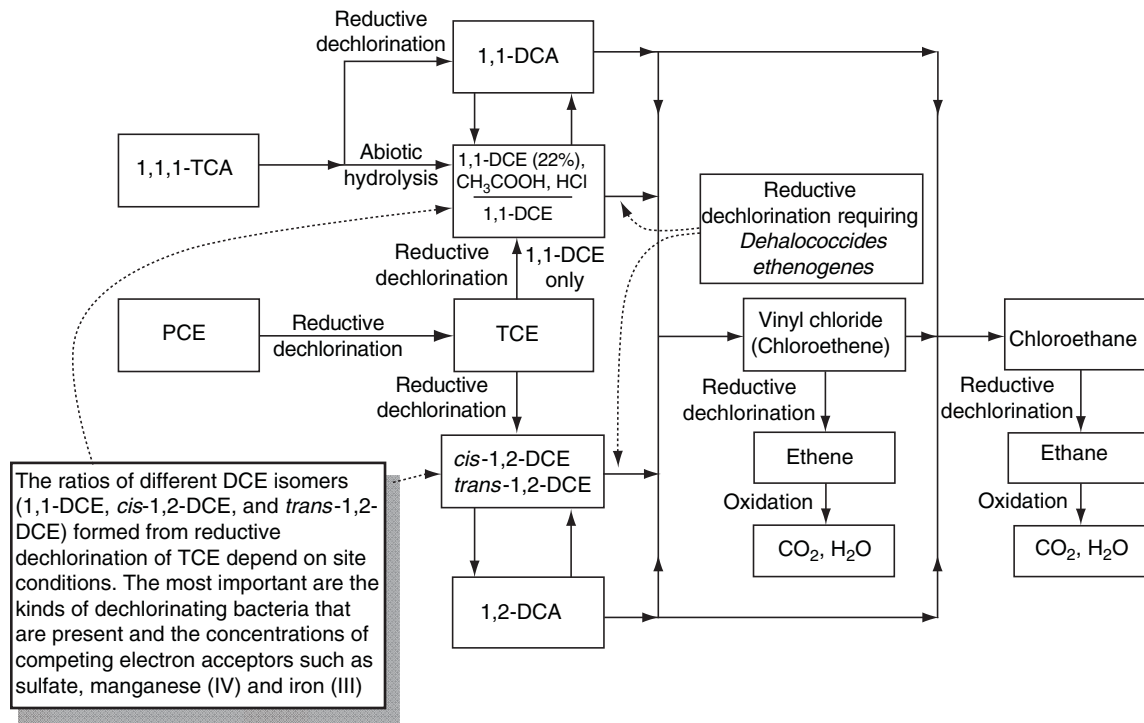 Reductive
dechlorination
1,1-DCA
1,1,1-TCA
Abiotic
hydrolysis
1,1-DCE (22%),
CH₃COOH, HCl
1,1-DCE
Reductive
dechlorination requiring
Dehalococcides
ethenogenes
Reductive
dechlorination
1,1-DCE
only
PCE
Reductive
dechlorination
TCE
Vinyl chloride
(Chloroethene)
Chloroethane
Reductive
dechlorination
Reductive
dechlorination
Reductive
dechlorination
cis-1,2-DCE
trans-1,2-DCE
Ethene
Ethane
Oxidation
Oxidation
CO₂, H₂O
CO₂, H₂O
1,2-DCA
The ratios of different DCE isomers
(1,1-DCE, cis-1,2-DCE, and trans-1,2-
DCE) formed from reductive
dechlorination of TCE depend on site
conditions. The most important are the
kinds of dechlorinating bacteria that
are present and the concentrations of
competing electron acceptors such as
sulfate, manganese (IV) and iron (III)